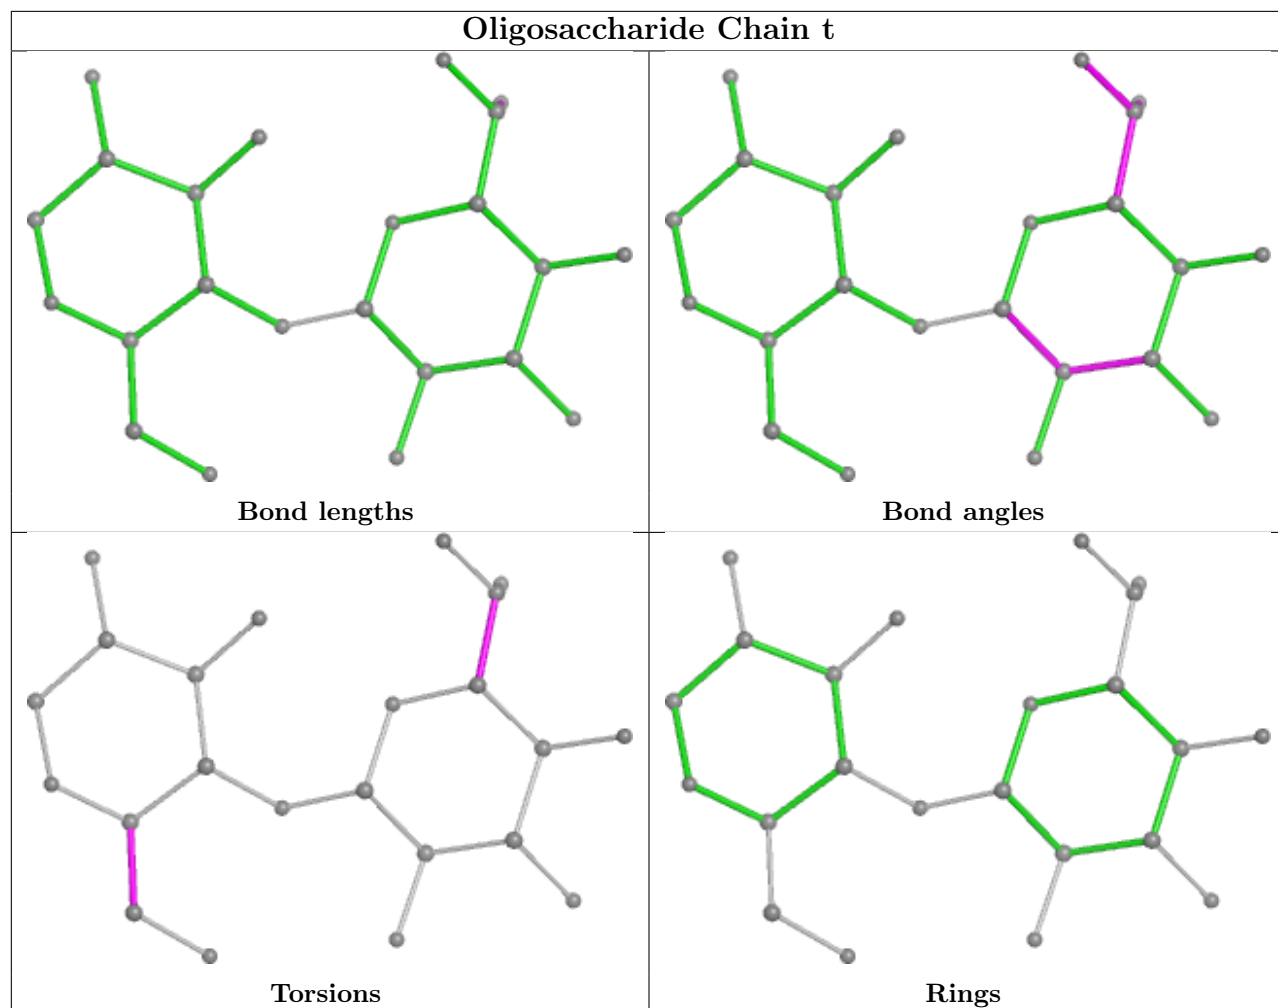 Oligosaccharide Chain t
Bond lengths
Bond angles
Torsions
Rings